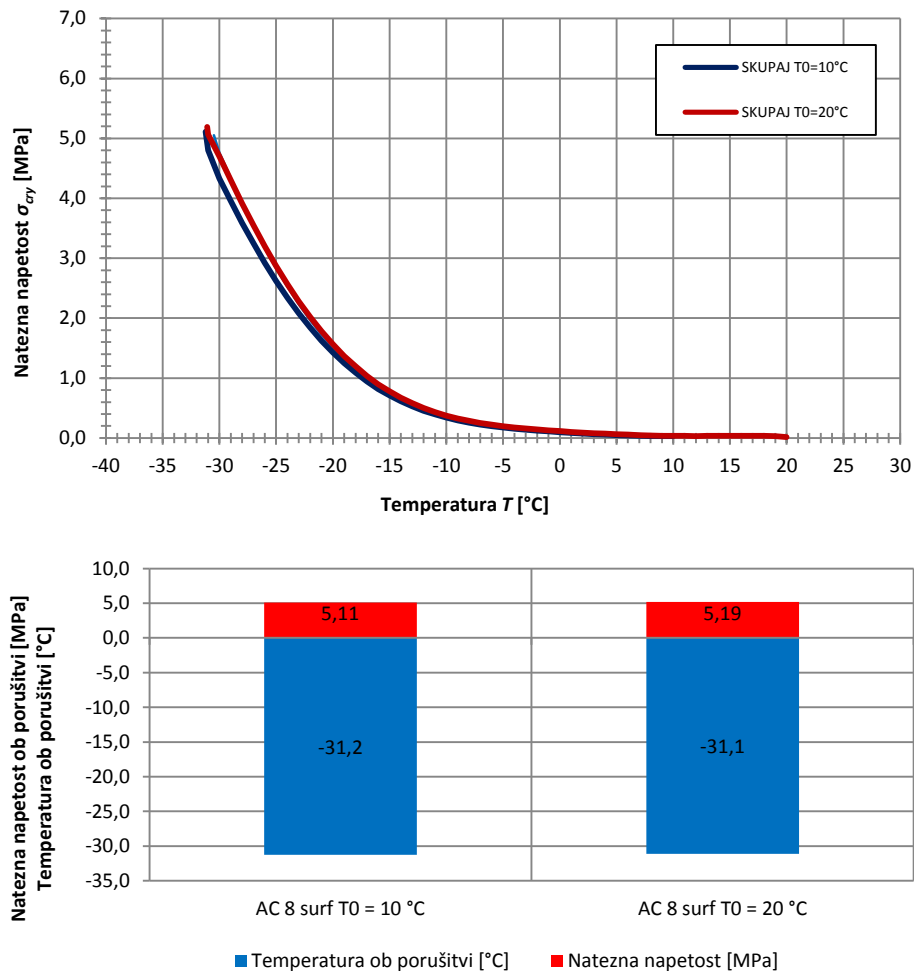 7,0
6,0
5,0
4,0
3,0
2,0
1,0
0,0
Natezna napetost σcry [MPa]
SKUPAJ T0=10°C
SKUPAJ T0=20°C
-40 -35 -30 -25 -20 -15 -10 -5 0 5 10 15 20 25 30
Temperatura T [°C]
Natezna napetost ob porušitvi [MPa]
Temperatura ob porušitvi [°C]
10,0
5,0
0,0
-5,0
-10,0
-15,0
-20,0
-25,0
-30,0
-35,0
5,11
5,19
-31,2
-31,1
AC 8 surf T0 = 10 °C
AC 8 surf T0 = 20 °C
Temperatura ob porušitvi [°C]
Natezna napetost [MPa]